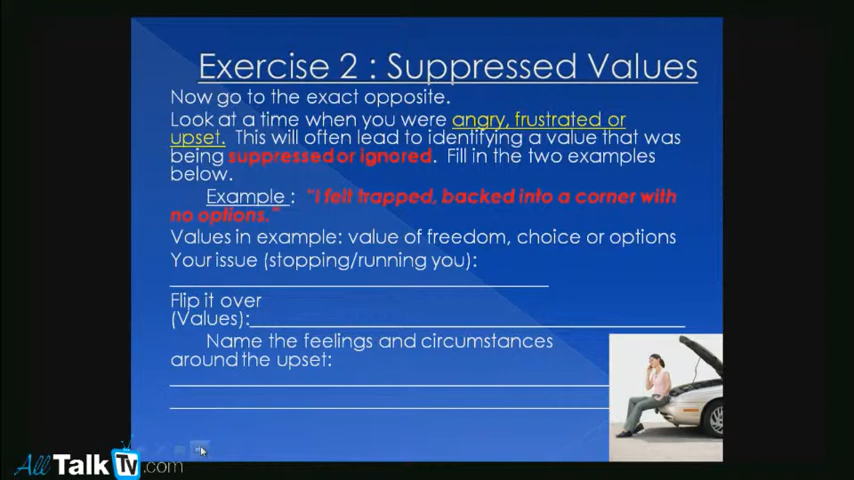 Exercise 2 : Suppressed Values
Now go to the exact opposite.
Look at a time when you were angry, frustrated or
upset. This will often lead to identifying a value that was
being suppressed or ignored. Fill in the two examples
below.
Example : "I felt trapped, backed into a corner with
no options."
Values in example: value of freedom, choice or options
Your issue (stopping/running you):
Flip it over
(Values):
Name the feelings and circumstances
around the upset:
All Talk Tv .com